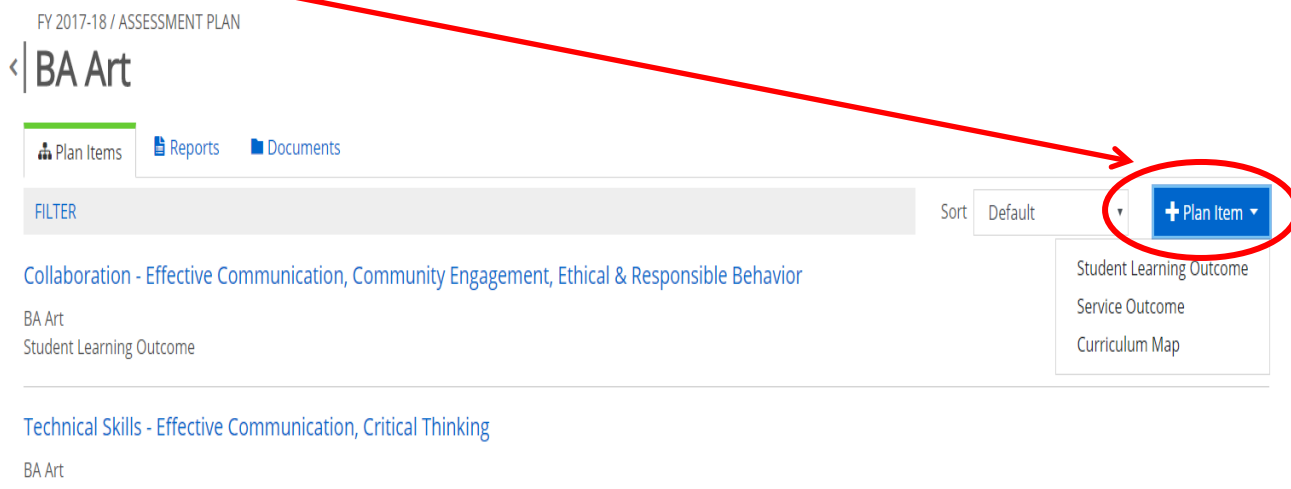 FY 2017-18 / ASSESSMENT PLAN
BA Art
Plan Items Reports Documents
FILTER Sort Default + Plan Item
Collaboration - Effective Communication, Community Engagement, Ethical & Responsible Behavior
BA Art
Student Learning Outcome
Student Learning Outcome
Service Outcome
Curriculum Map
Technical Skills - Effective Communication, Critical Thinking
BA Art